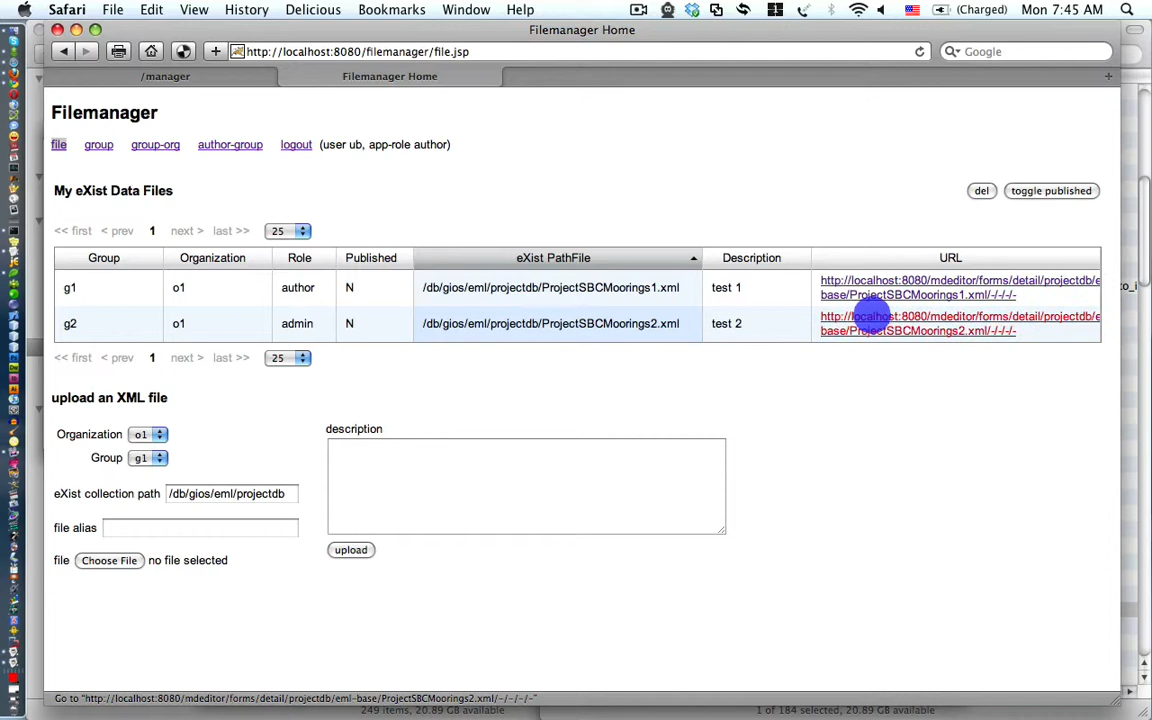 Safari File Edit View History Delicious Bookmarks Window Help (Charged) Mon 7:45 AM
Filemanager Home
http://localhost:8080/filemanager/file.jsp Google
/manager Filemanager Home
Filemanager
file group group-org author-group logout (user ub, app-role author)
My eXist Data Files del toggle published
<< first < prev 1 next > last >> 25
Group Organization Role Published eXist PathFile Description URL
g1 o1 author N /db/gios/eml/projectdb/ProjectSBCMoorings1.xml test 1 http://localhost:8080/mdeditor/forms/detail/projectdb/e
base/ProjectSBCMoorings1.xml/-/-/-/-
g2 o1 admin N /db/gios/eml/projectdb/ProjectSBCMoorings2.xml test 2 http://localhost:8080/mdeditor/forms/detail/projectdb/e
base/ProjectSBCMoorings2.xml/-/-/-/-
<< first < prev 1 next > last >> 25
upload an XML file
Organization o1
Group g1
eXist collection path /db/gios/eml/projectdb
file alias
file Choose File no file selected
description
upload
Go to "http://localhost:8080/mdeditor/forms/detail/projectdb/eml-base/ProjectSBCMoorings2.xml/-/-/-/-"
249 items, 20.89 GB available 1 of 184 selected, 20.89 GB available